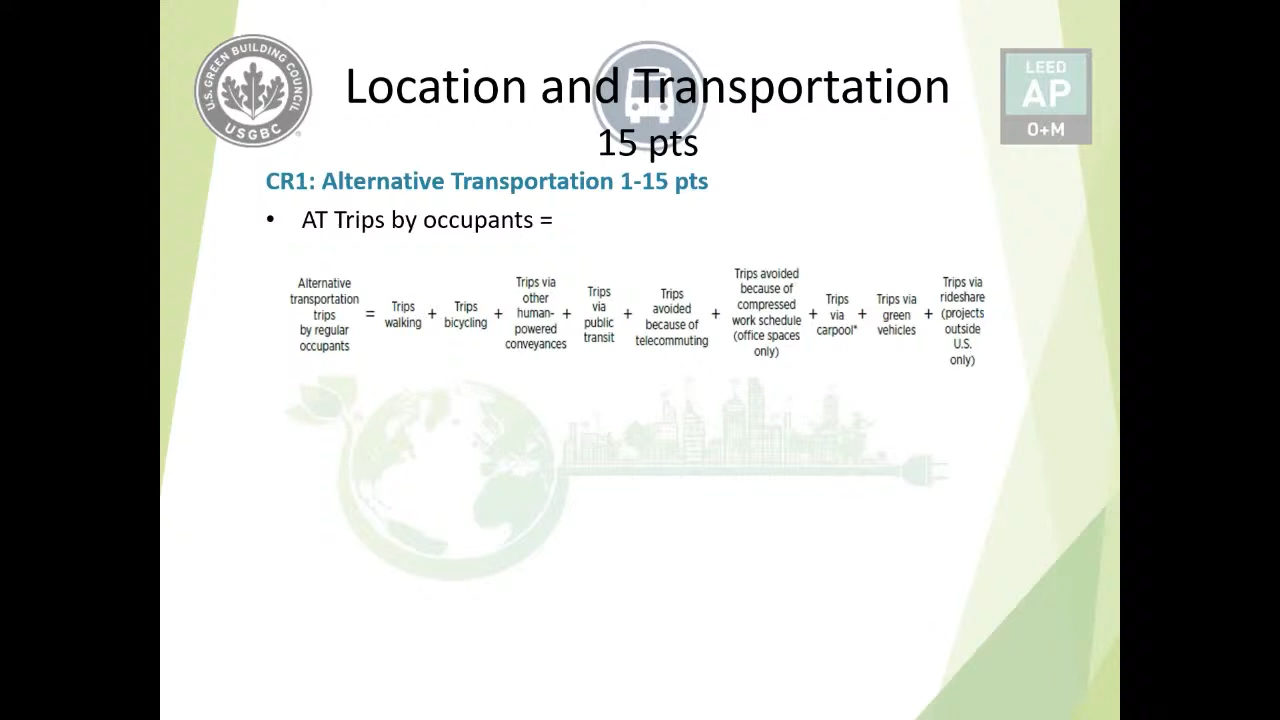 U.S. GREEN BUILDING COUNCIL
USGBC
LEED
AP
O+M
Location and Transportation
15 pts
CR1: Alternative Transportation 1-15 pts
• AT Trips by occupants =
Alternative
transportation
trips
by regular
occupants
=
Trips
walking
+
Trips
bicycling
+
Trips via
other
human-
powered
conveyances
+
Trips
via
public
transit
+
Trips
avoided
because of
telecommuting
+
Trips avoided
because of
compressed
work schedule
(office spaces
only)
+
Trips
via
carpool*
+
Trips via
green
vehicles
+
Trips via
rideshare
(projects
outside
U.S.
only)